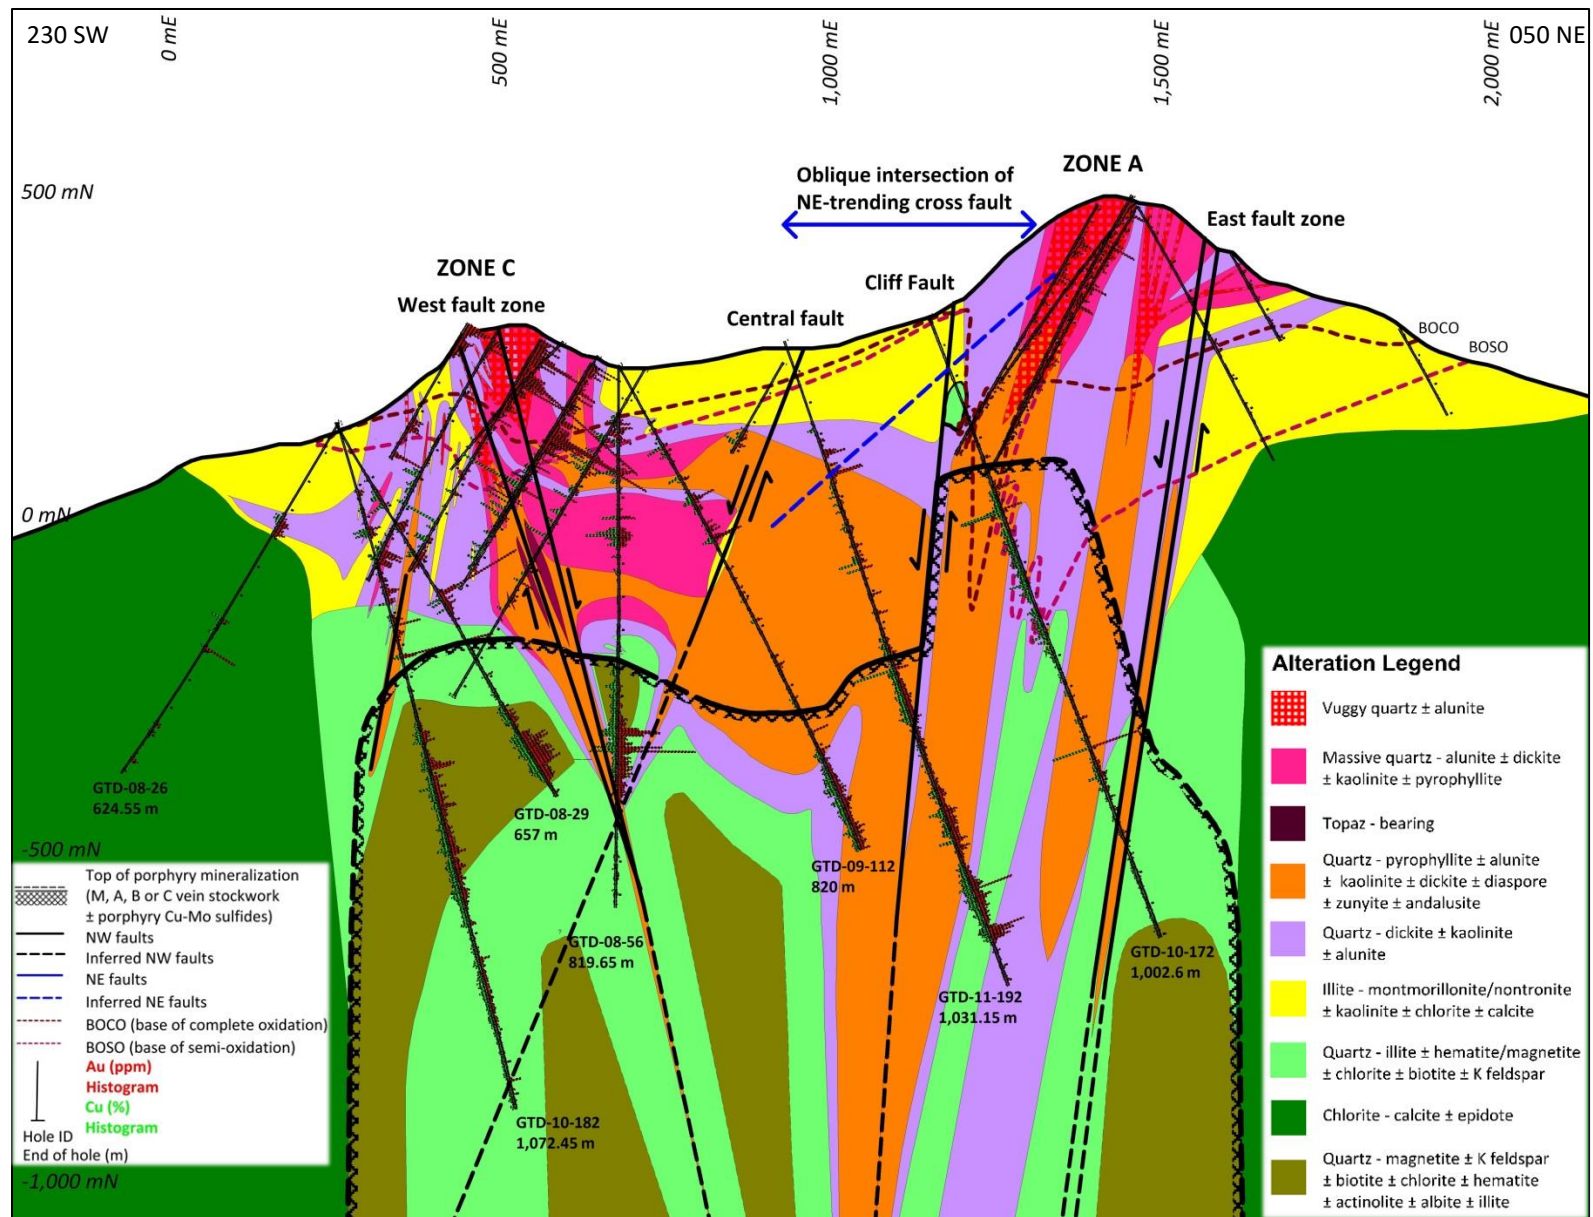 230 SW
0 mE
500 mE
1,000 mE
1,500 mE
2,000 mE
050 NE
500 mN
Oblique intersection of
NE-trending cross fault
ZONE A
East fault zone
ZONE C
West fault zone
Cliff Fault
Central fault
BOCO
BOSO
0 mN
GTD-08-26
624.55 m
GTD-08-29
657 m
-500 mN
GTD-09-112
820 m
GTD-08-56
819.65 m
GTD-10-172
1,002.6 m
GTD-11-192
1,031.15 m
GTD-10-182
1,072.45 m
-1,000 mN
Top of porphyry mineralization
(M, A, B or C vein stockwork
± porphyry Cu-Mo sulfides)
NW faults
Inferred NW faults
NE faults
Inferred NE faults
BOCO (base of complete oxidation)
BOSO (base of semi-oxidation)
Au (ppm)
Histogram
Cu (%)
Histogram
Hole ID
End of hole (m)
Alteration Legend
Vuggy quartz ± alunite
Massive quartz - alunite ± dickite
± kaolinite ± pyrophyllite
Topaz - bearing
Quartz - pyrophyllite ± alunite
± kaolinite ± dickite ± diaspore
± zunyite ± andalusite
Quartz - dickite ± kaolinite
± alunite
Illite - montmorillonite/nontronite
± kaolinite ± chlorite ± calcite
Quartz - illite ± hematite/magnetite
± chlorite ± biotite ± K feldspar
Chlorite - calcite ± epidote
Quartz - magnetite ± K feldspar
± biotite ± chlorite ± hematite
± actinolite ± albite ± illite